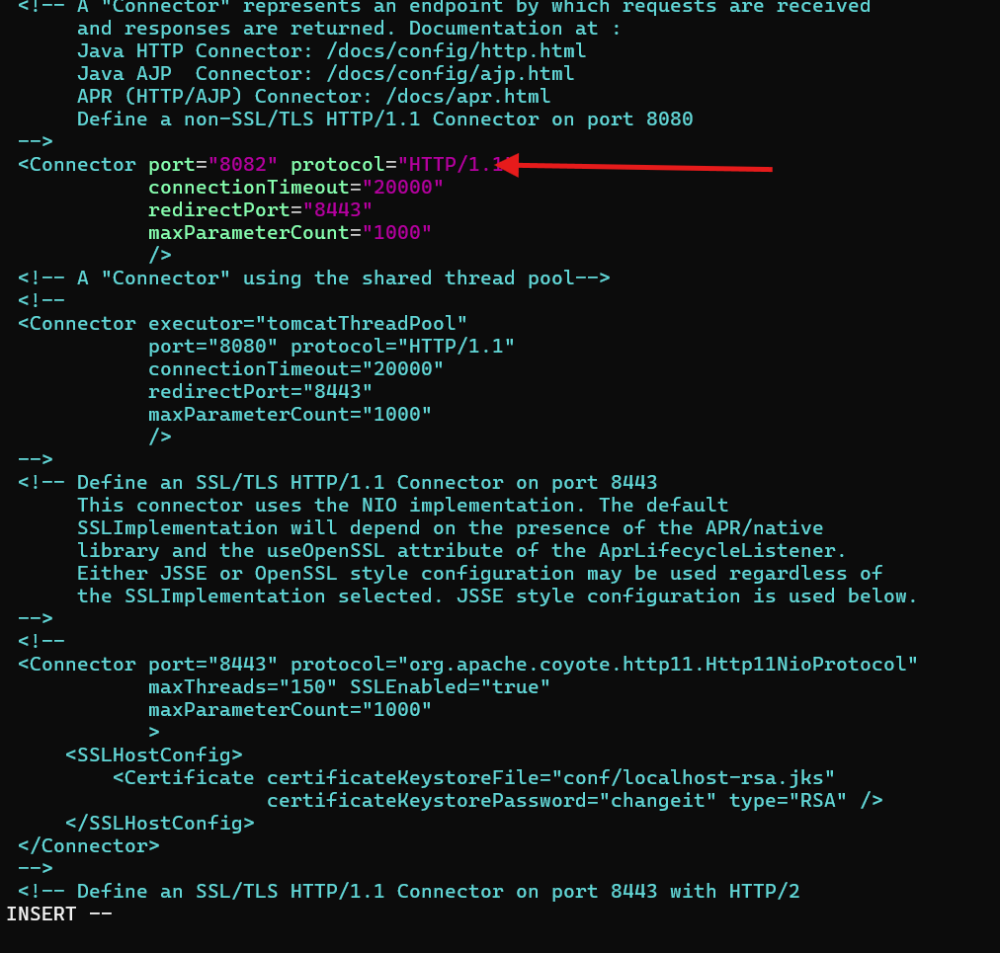 <!-- A "Connector" represents an endpoint by which requests are received
     and responses are returned. Documentation at :
     Java HTTP Connector: /docs/config/http.html
     Java AJP  Connector: /docs/config/ajp.html
     APR (HTTP/AJP) Connector: /docs/apr.html
     Define a non-SSL/TLS HTTP/1.1 Connector on port 8080
-->
<Connector port="8082" protocol="HTTP/1.1
           connectionTimeout="20000"
           redirectPort="8443"
           maxParameterCount="1000"
           />
<!-- A "Connector" using the shared thread pool-->
<!--
<Connector executor="tomcatThreadPool"
           port="8080" protocol="HTTP/1.1"
           connectionTimeout="20000"
           redirectPort="8443"
           maxParameterCount="1000"
           />
-->
<!-- Define an SSL/TLS HTTP/1.1 Connector on port 8443
     This connector uses the NIO implementation. The default
     SSLImplementation will depend on the presence of the APR/native
     library and the useOpenSSL attribute of the AprLifecycleListener.
     Either JSSE or OpenSSL style configuration may be used regardless of
     the SSLImplementation selected. JSSE style configuration is used below.
-->
<!--
<Connector port="8443" protocol="org.apache.coyote.http11.Http11NioProtocol"
           maxThreads="150" SSLEnabled="true"
           maxParameterCount="1000"
           >
    <SSLHostConfig>
        <Certificate certificateKeystoreFile="conf/localhost-rsa.jks"
                     certificateKeystorePassword="changeit" type="RSA" />
    </SSLHostConfig>
</Connector>
-->
<!-- Define an SSL/TLS HTTP/1.1 Connector on port 8443 with HTTP/2
INSERT --